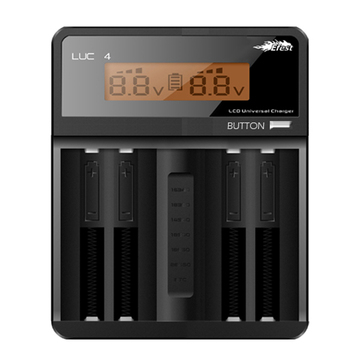 LUC 4
Efest
8.8v 8.8v
LCD Universal Charger
BUTTON